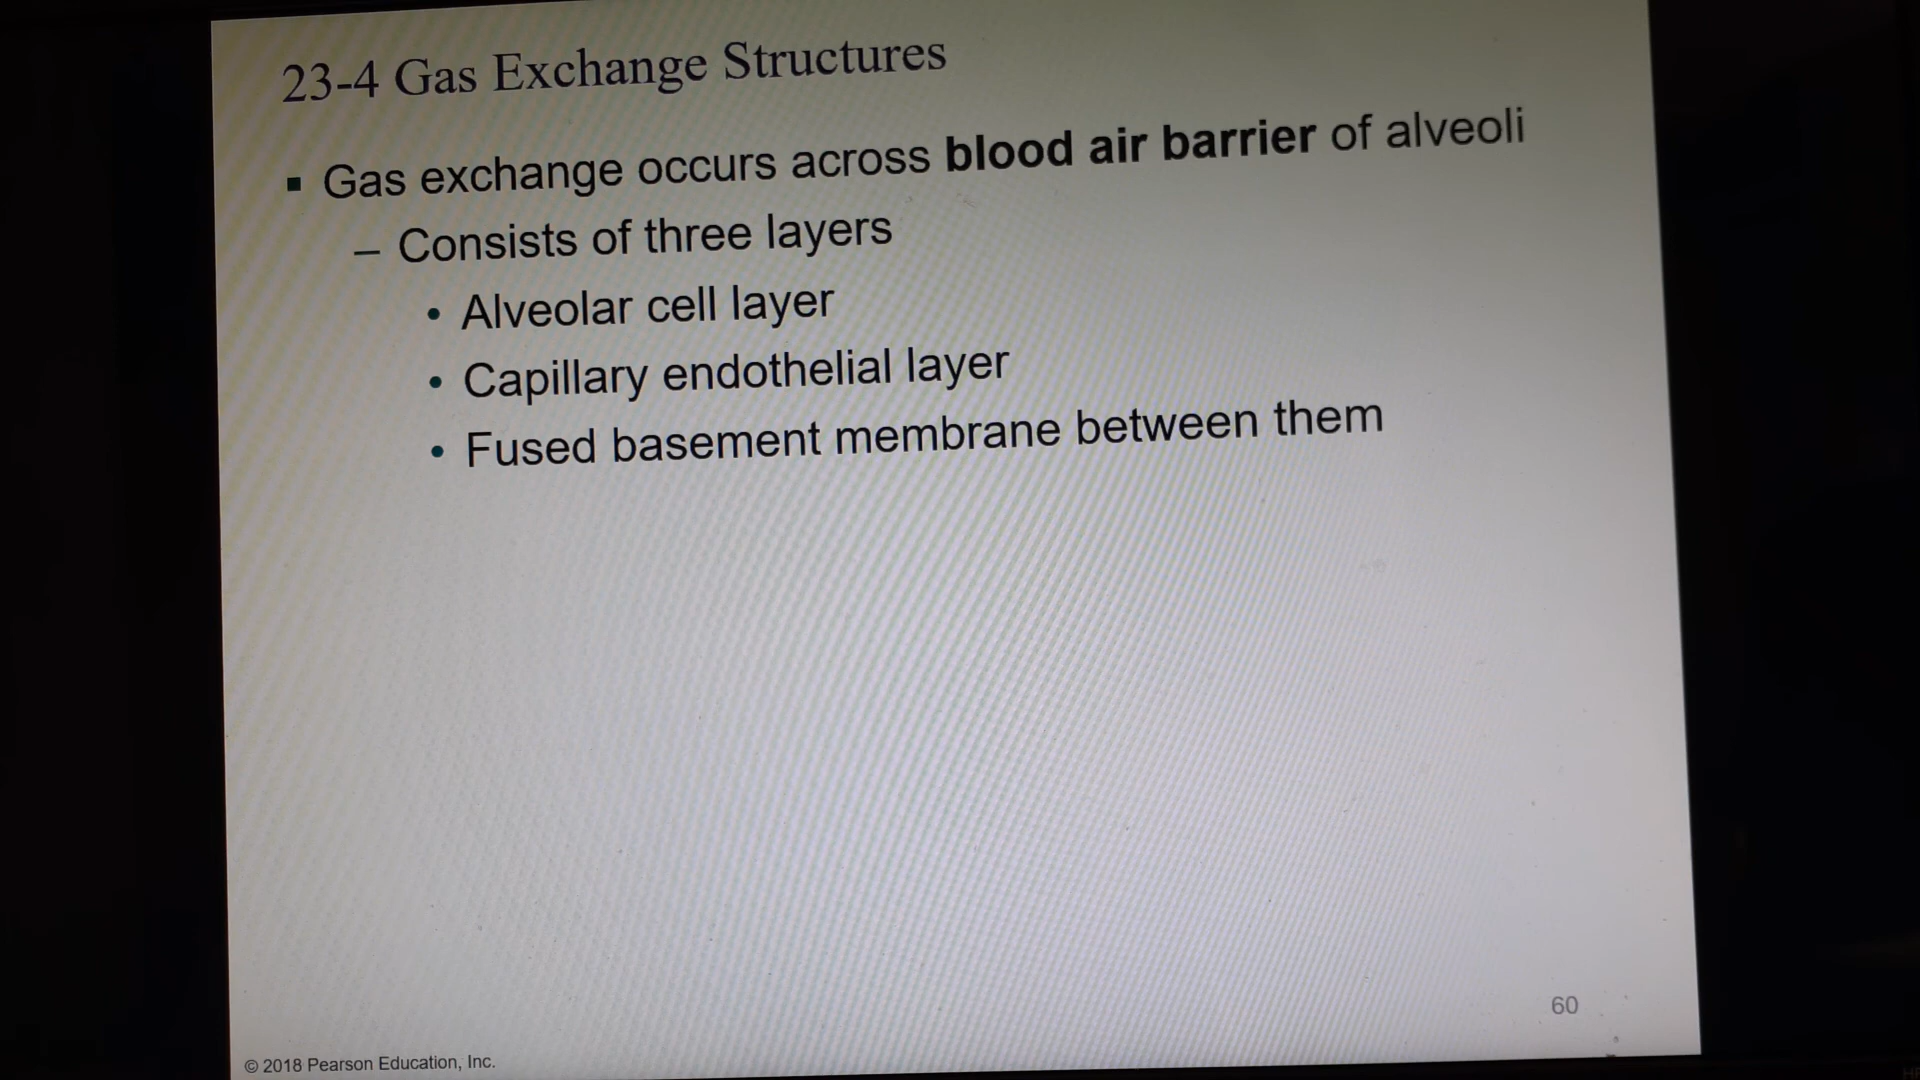 23-4 Gas Exchange Structures
▪ Gas exchange occurs across blood air barrier of alveoli
– Consists of three layers
• Alveolar cell layer
• Capillary endothelial layer
• Fused basement membrane between them
60
© 2018 Pearson Education, Inc.